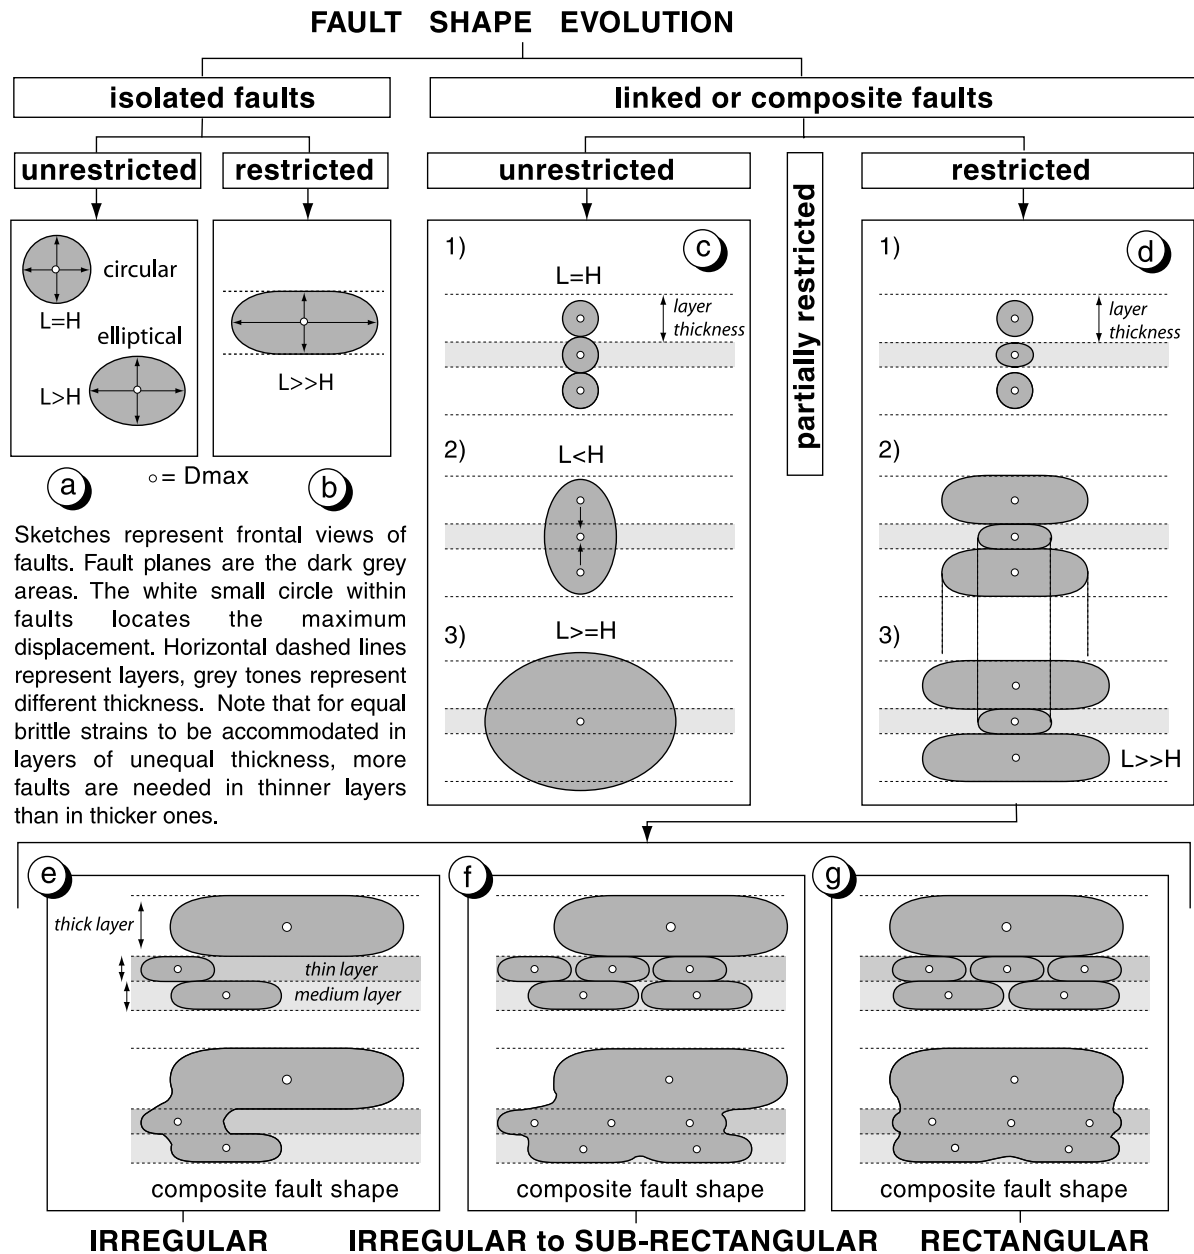 FAULT SHAPE EVOLUTION
isolated faults
linked or composite faults
unrestricted
restricted
unrestricted
partially restricted
restricted
circular
L=H
elliptical
L>H
a
L>>H
b
= Dmax
Sketches represent frontal views of
faults. Fault planes are the dark grey
areas. The white small circle within
faults locates the maximum
displacement. Horizontal dashed lines
represent layers, grey tones represent
different thickness. Note that for equal
brittle strains to be accommodated in
layers of unequal thickness, more
faults are needed in thinner layers
than in thicker ones.
1)
c
L=H
layer
thickness
2)
L<H
3)
L>=H
1)
d
layer
thickness
2)
3)
L>>H
e
thick layer
thin layer
medium layer
composite fault shape
IRREGULAR
f
composite fault shape
IRREGULAR to SUB-RECTANGULAR
g
composite fault shape
RECTANGULAR